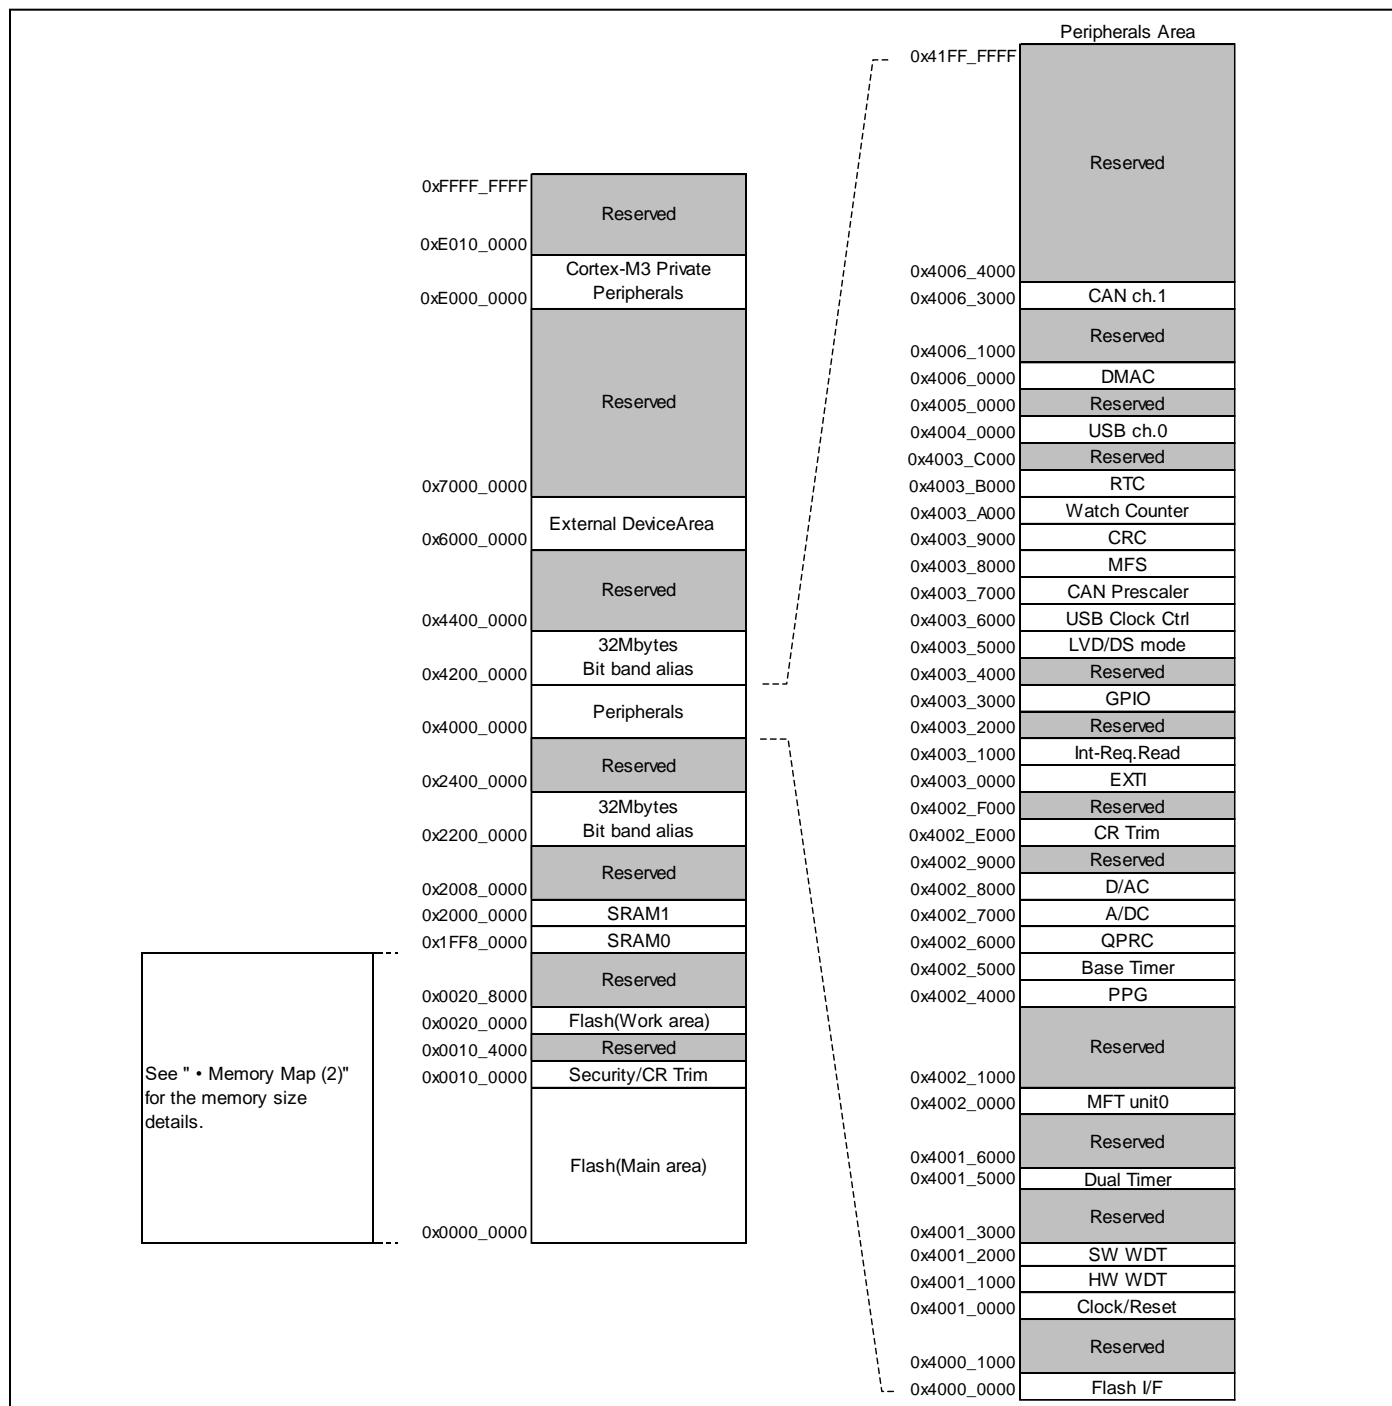 Peripherals Area
0x41FF_FFFF
Reserved
0x4006_4000
0x4006_3000 CAN ch.1
Reserved
0x4006_1000
0x4006_0000 DMAC
0x4005_0000 Reserved
0x4004_0000 USB ch.0
0x4003_C000 Reserved
0x4003_B000 RTC
0x4003_A000 Watch Counter
0x4003_9000 CRC
0x4003_8000 MFS
0x4003_7000 CAN Prescaler
0x4003_6000 USB Clock Ctrl
0x4003_5000 LVD/DS mode
0x4003_4000 Reserved
0x4003_3000 GPIO
0x4003_2000 Reserved
0x4003_1000 Int-Req.Read
0x4003_0000 EXTI
0x4002_F000 Reserved
0x4002_E000 CR Trim
0x4002_9000 Reserved
0x4002_8000 D/AC
0x4002_7000 A/DC
0x4002_6000 QPRC
0x4002_5000 Base Timer
0x4002_4000 PPG
Reserved
0x4002_1000
0x4002_0000 MFT unit0
Reserved
0x4001_6000
0x4001_5000 Dual Timer
Reserved
0x4001_3000
0x4001_2000 SW WDT
0x4001_1000 HW WDT
0x4001_0000 Clock/Reset
Reserved
0x4000_1000
0x4000_0000 Flash I/F
0xFFFF_FFFF
Reserved
0xE010_0000
Cortex-M3 Private
Peripherals
0xE000_0000
Reserved
0x7000_0000
External DeviceArea
0x6000_0000
Reserved
0x4400_0000
32Mbytes
Bit band alias
0x4200_0000
Peripherals
0x4000_0000
Reserved
0x2400_0000
32Mbytes
Bit band alias
0x2200_0000
Reserved
0x2008_0000
0x2000_0000 SRAM1
0x1FF8_0000 SRAM0
Reserved
0x0020_8000
0x0020_0000 Flash(Work area)
0x0010_4000 Reserved
0x0010_0000 Security/CR Trim
Flash(Main area)
0x0000_0000
See " • Memory Map (2)"
for the memory size
details.